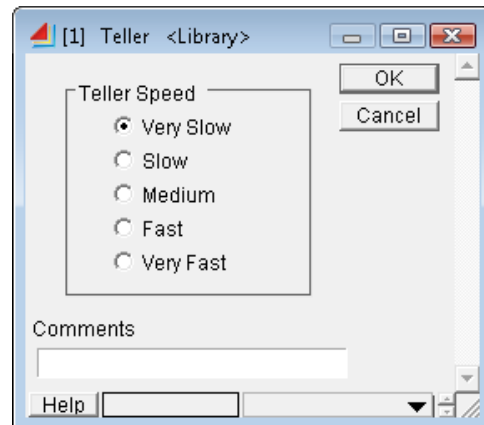 [1] Teller <Library>
OK
Cancel
Teller Speed
Very Slow
Slow
Medium
Fast
Very Fast
Comments
Help